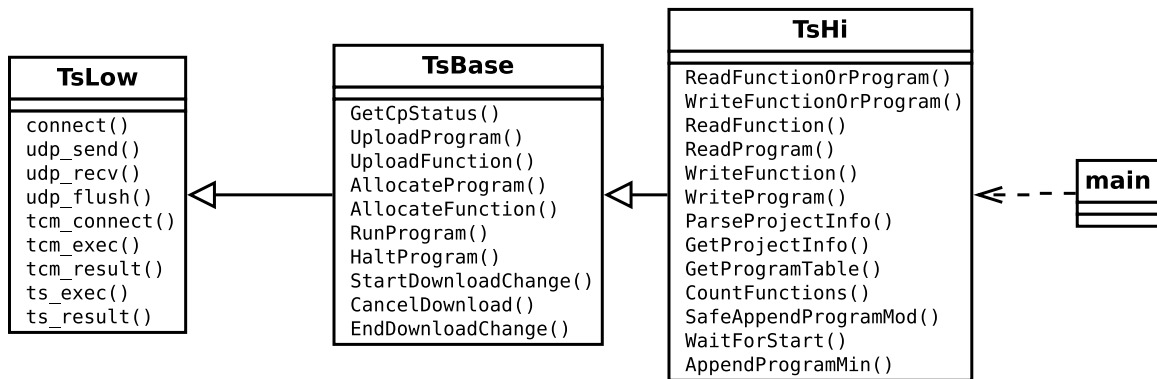 TsLow
connect()
udp_send()
udp_recv()
udp_flush()
tcm_connect()
tcm_exec()
tcm_result()
ts_exec()
ts_result()
TsBase
GetCpStatus()
UploadProgram()
UploadFunction()
AllocateProgram()
AllocateFunction()
RunProgram()
HaltProgram()
StartDownloadChange()
CancelDownload()
EndDownloadChange()
TsHi
ReadFunctionOrProgram()
WriteFunctionOrProgram()
ReadFunction()
ReadProgram()
WriteFunction()
WriteProgram()
ParseProjectInfo()
GetProjectInfo()
GetProgramTable()
CountFunctions()
SafeAppendProgramMod()
WaitForStart()
AppendProgramMin()
main